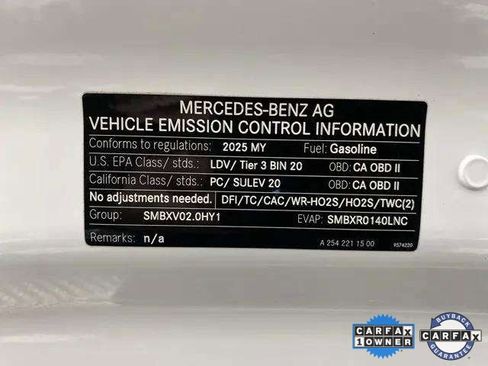 MERCEDES-BENZ AG
VEHICLE EMISSION CONTROL INFORMATION
Conforms to regulations: 2025 MY Fuel: Gasoline
U.S. EPA Class/ stds.: LDV/ Tier 3 BIN 20 OBD: CA OBD II
California Class/ stds.: PC/ SULEV 20 OBD: CA OBD II
No adjustments needed. DFI/TC/CAC/WR-HO2S/HO2S/TWC(2)
Group: SMBXV02.0HY1 EVAP: SMBXR0140LNC
Remarks: n/a A 254 221 15 00 9574220
CARFAX
1 OWNER
BUYBACK
CARFAX
GUARANTEE